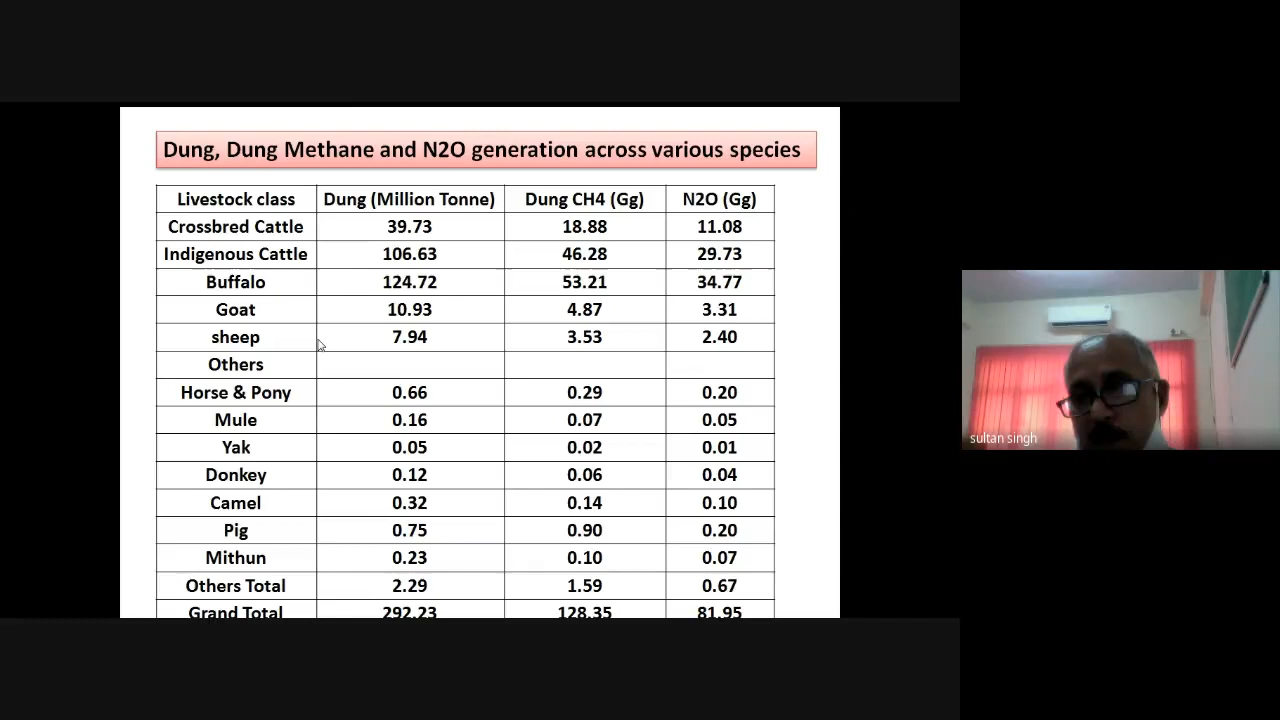 Dung, Dung Methane and N2O generation across various species
Livestock class Dung (Million Tonne) Dung CH4 (Gg) N2O (Gg)
Crossbred Cattle 39.73 18.88 11.08
Indigenous Cattle 106.63 46.28 29.73
Buffalo 124.72 53.21 34.77
Goat 10.93 4.87 3.31
sheep 7.94 3.53 2.40
Others
Horse & Pony 0.66 0.29 0.20
Mule 0.16 0.07 0.05
Yak 0.05 0.02 0.01
Donkey 0.12 0.06 0.04
Camel 0.32 0.14 0.10
Pig 0.75 0.90 0.20
Mithun 0.23 0.10 0.07
Others Total 2.29 1.59 0.67
Grand Total 292.23 128.35 81.95
sultan singh